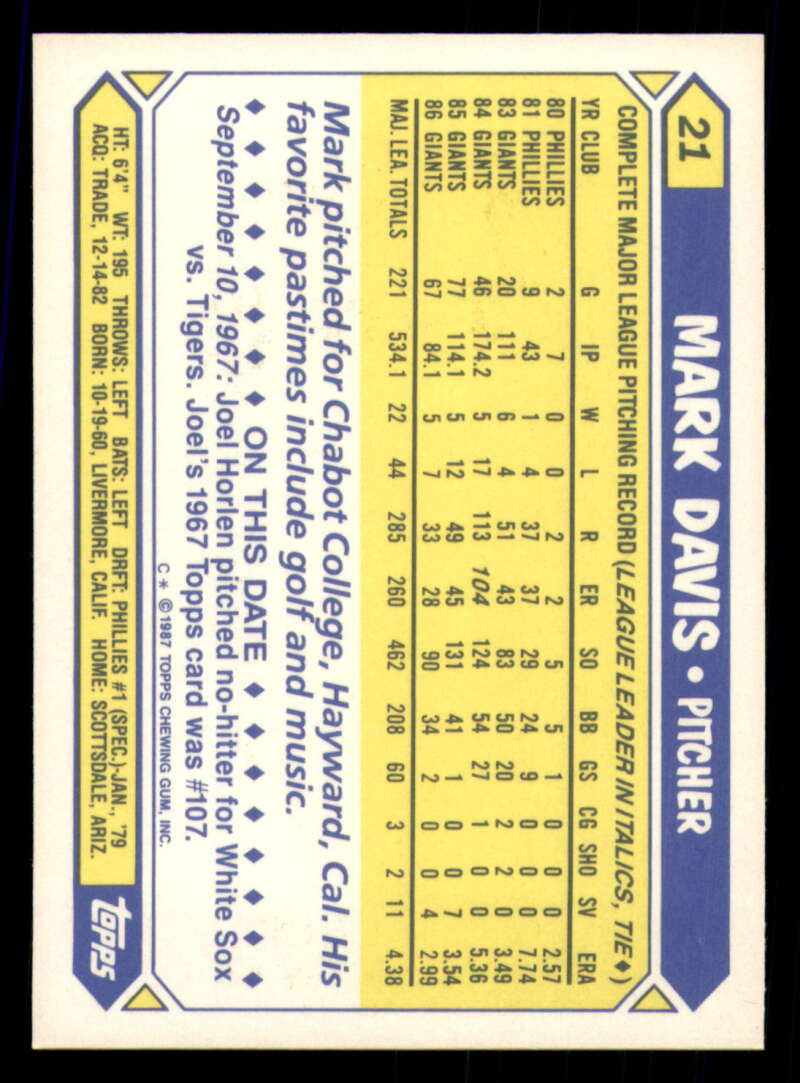 21 MARK DAVIS • PITCHER
COMPLETE MAJOR LEAGUE PITCHING RECORD (LEAGUE LEADER IN ITALICS, TIE ♦)
YR CLUB G IP W L R ER SO BB GS CG SHO SV ERA
80 PHILLIES 2 7 0 0 2 2 5 5 1 0 0 0 2.57
81 PHILLIES 9 43 1 4 37 37 29 24 9 0 0 0 7.74
83 GIANTS 20 111 6 4 51 43 83 50 20 2 2 0 3.49
84 GIANTS 46 174.2 5 17 113 104 124 54 27 1 0 0 5.36
85 GIANTS 77 114.1 5 12 49 45 131 41 1 0 0 7 3.54
86 GIANTS 67 84.1 5 7 33 28 90 34 2 0 0 4 2.99
MAJ. LEA. TOTALS 221 534.1 22 44 285 260 462 208 60 3 2 11 4.38
Mark pitched for Chabot College, Hayward, Cal. His
favorite pastimes include golf and music.
♦ ♦ ♦ ♦ ♦ ♦ ♦ ON THIS DATE ♦ ♦ ♦ ♦ ♦ ♦ ♦
September 10, 1967: Joel Horlen pitched no-hitter for White Sox
vs. Tigers. Joel's 1967 Topps card was #107.
C * ©1987 TOPPS CHEWING GUM, INC.
HT: 6'4" WT: 195 THROWS: LEFT BATS: LEFT DRFT: PHILLIES #1 (SPEC.)-JAN., '79
ACQ: TRADE, 12-14-82 BORN: 10-19-60, LIVERMORE, CALIF. HOME: SCOTTSDALE, ARIZ.
topps